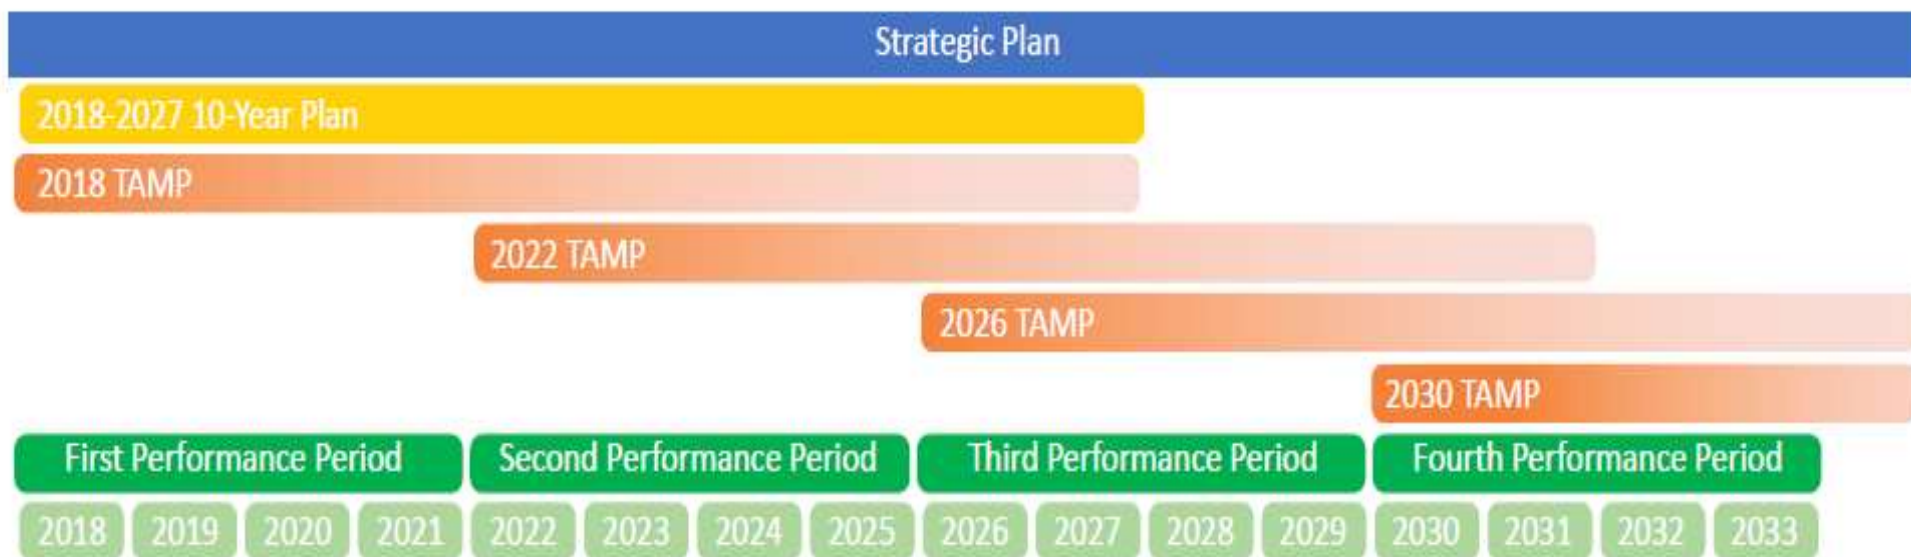 Strategic Plan
2018-2027 10-Year Plan
2018 TAMP
2022 TAMP
2026 TAMP
2030 TAMP
First Performance Period Second Performance Period Third Performance Period Fourth Performance Period
2018 2019 2020 2021 2022 2023 2024 2025 2026 2027 2028 2029 2030 2031 2032 2033